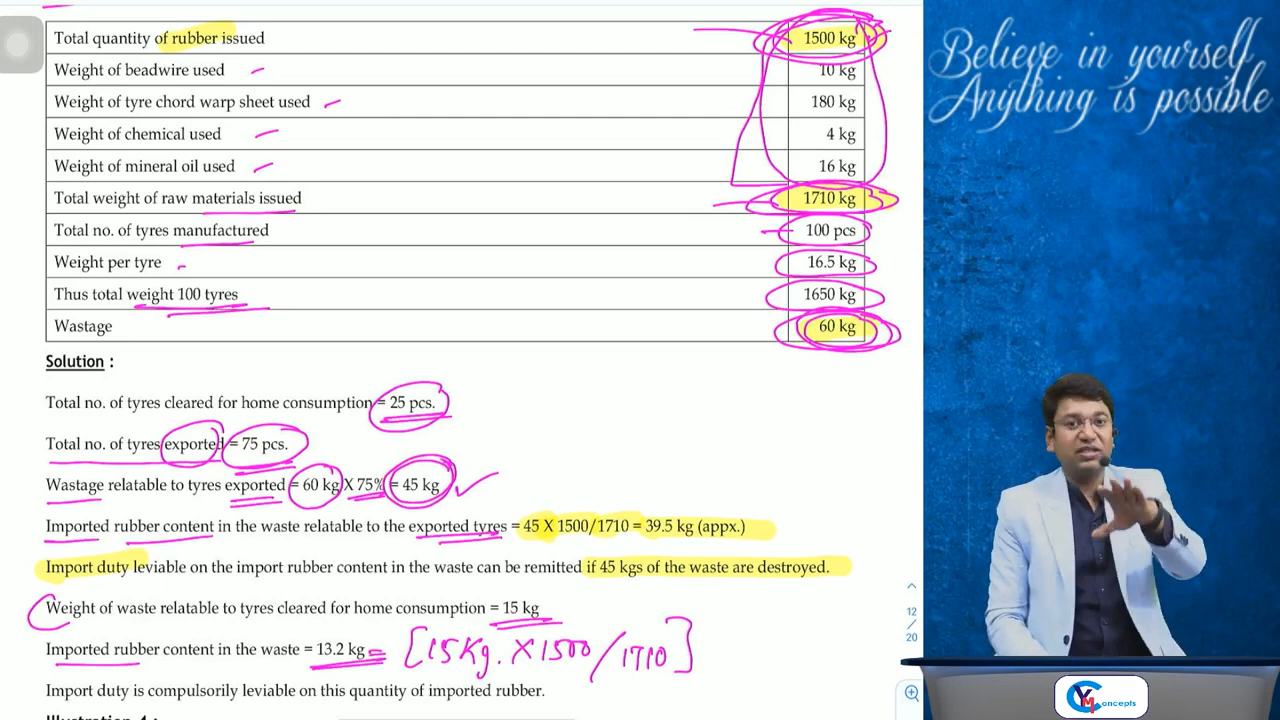 Total quantity of rubber issued 1500 kg
Weight of beadwire used 10 kg
Weight of tyre chord warp sheet used 180 kg
Weight of chemical used 4 kg
Weight of mineral oil used 16 kg
Total weight of raw materials issued 1710 kg
Total no. of tyres manufactured 100 pcs
Weight per tyre 16.5 kg
Thus total weight 100 tyres 1650 kg
Wastage 60 kg
Solution :
Total no. of tyres cleared for home consumption = 25 pcs.
Total no. of tyres exported = 75 pcs.
Wastage relatable to tyres exported = 60 kg X 75% = 45 kg
Imported rubber content in the waste relatable to the exported tyres = 45 X 1500/1710 = 39.5 kg (appx.)
Import duty leviable on the import rubber content in the waste can be remitted if 45 kgs of the waste are destroyed.
Weight of waste relatable to tyres cleared for home consumption = 15 kg
Imported rubber content in the waste = 13.2 kg = [15 Kg. X 1500/1710]
Import duty is compulsorily leviable on this quantity of imported rubber.
Believe in yourself
Anything is possible
12
/
20
YM Concepts